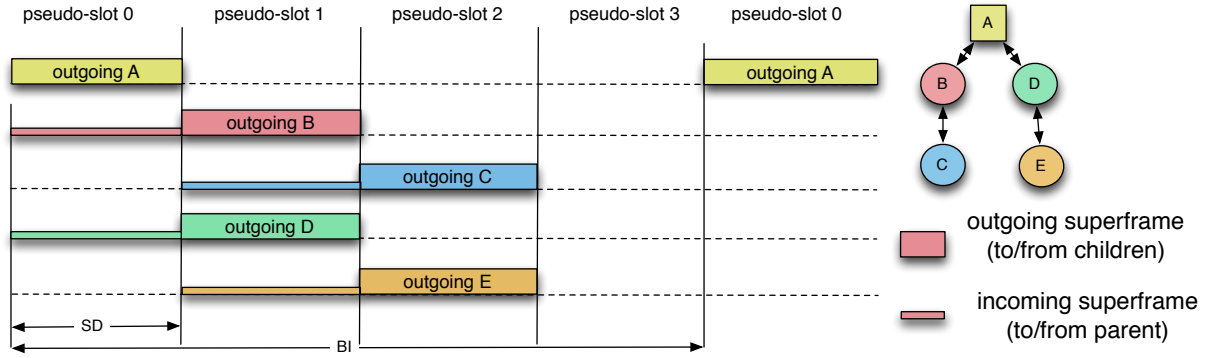 pseudo-slot 0 pseudo-slot 1 pseudo-slot 2 pseudo-slot 3 pseudo-slot 0
outgoing A outgoing A
outgoing B
outgoing C
outgoing D
outgoing E
SD
BI
A
B D
C E
outgoing superframe
(to/from children)
incoming superframe
(to/from parent)